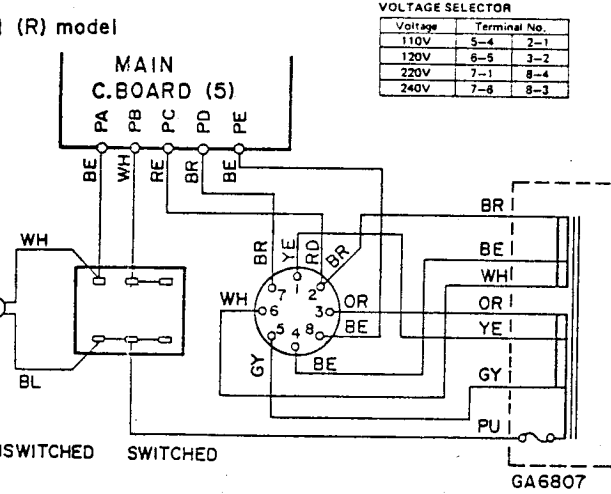 VOLTAGE SELECTOR
Voltage Terminal No.
110V 5-4 2-1
120V 6-5 3-2
220V 7-1 8-4
240V 7-6 8-3
(R) model
MAIN
C.BOARD (5)
PA PB PC PD PE
BE WH RE BR BE
BR
WH
BR YE RD BR
BE
WH
7 1 2
WH 6 3 OR
OR
5 4 8 BE
YE
GY BE
GY
BL
PU
SWITCHED SWITCHED
GA6807